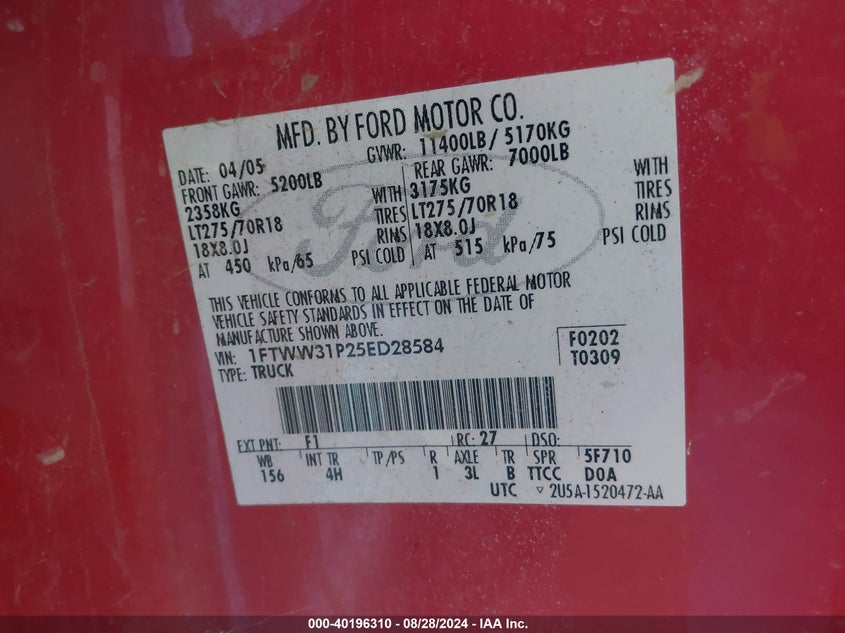 MFD. BY FORD MOTOR CO.
DATE: 04/05 GVWR: 11400LB/ 5170KG
FRONT GAWR: 5200LB REAR GAWR: 7000LB
2358KG WITH 3175KG WITH
LT275/70R18 TIRES LT275/70R18 TIRES
18X8.0J RIMS 18X8.0J RIMS
AT 450 kPa/65 PSI COLD AT 515 kPa/75 PSI COLD
Ford
THIS VEHICLE CONFORMS TO ALL APPLICABLE FEDERAL MOTOR
VEHICLE SAFETY STANDARDS IN EFFECT ON THE DATE OF
MANUFACTURE SHOWN ABOVE.
VIN: 1FTWW31P25ED28584 F0202
TYPE: TRUCK T0309
EXT PNT: F1 RC: 27 DSO:
WB INT TR TP/PS R AXLE TR SPR 5F710
156 4H 1 3L B TTCC D0A
UTC ▽ 2U5A-1520472-AA
000-40196310 - 08/28/2024 - IAA Inc.